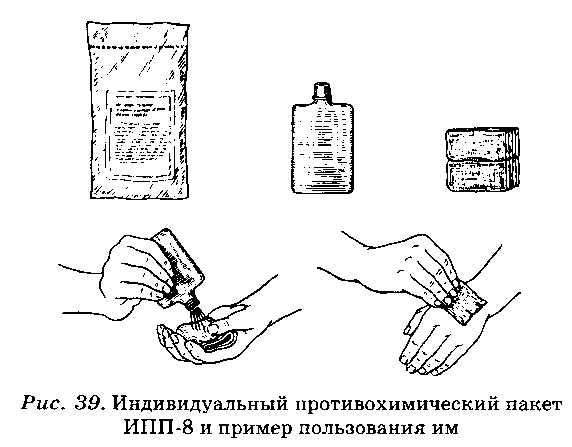 Рис. 39. Индивидуальный противохимический пакет
ИПП-8 и пример пользования им